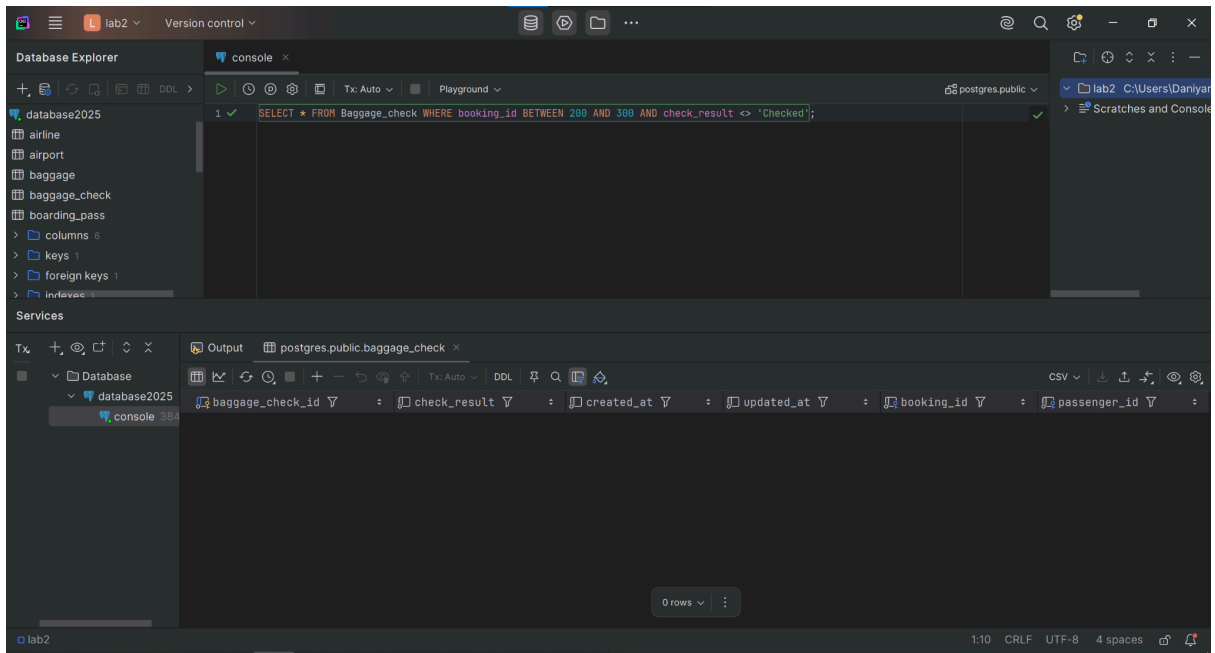 L lab2 Version control
Database Explorer
console
DDL
Tx: Auto Playground postgres.public
lab2 C:\Users\Daniyar
Scratches and Console
database2025
airline
airport
baggage
baggage_check
boarding_pass
columns 6
keys 1
foreign keys 1
indexes 1
1 SELECT * FROM Baggage_check WHERE booking_id BETWEEN 200 AND 300 AND check_result <> 'Checked';
Services
Tx
Output postgres.public.baggage_check
Database
database2025
console 384
Tx: Auto DDL CSV
baggage_check_id check_result created_at updated_at booking_id passenger_id
0 rows
lab2 1:10 CRLF UTF-8 4 spaces